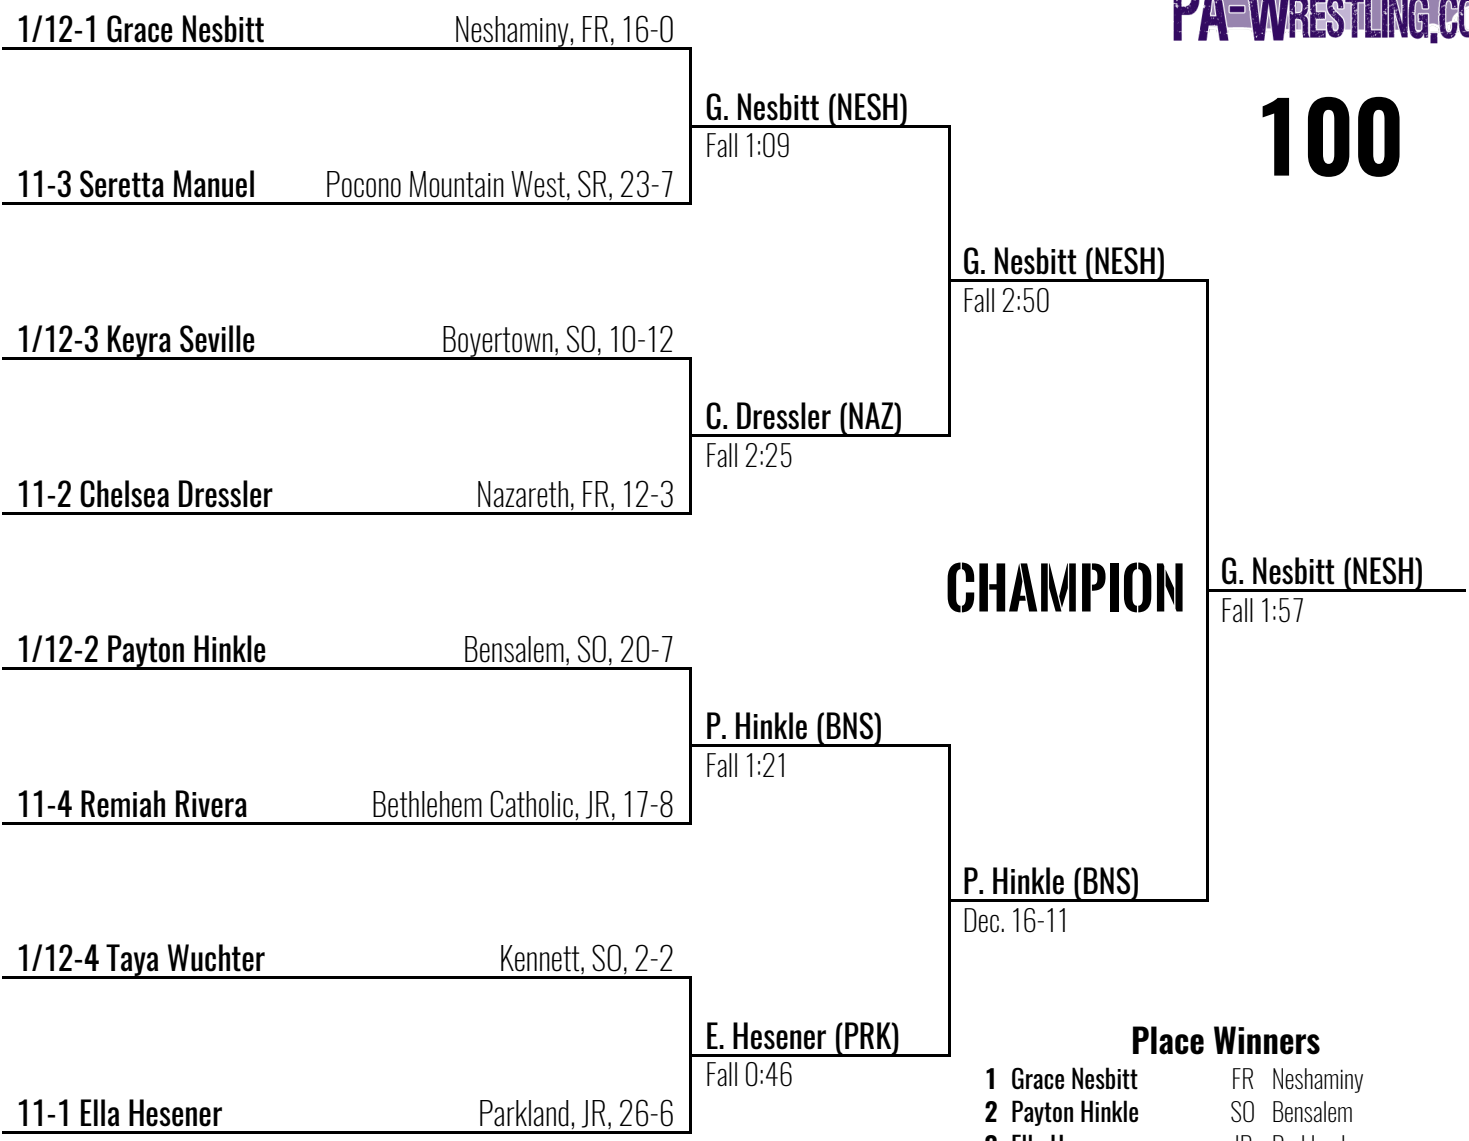 PA-WRESTLING.CO
100
1/12-1 Grace Nesbitt Neshaminy, FR, 16-0
G. Nesbitt (NESH)
Fall 1:09
11-3 Seretta Manuel Pocono Mountain West, SR, 23-7
G. Nesbitt (NESH)
Fall 2:50
1/12-3 Keyra Seville Boyertown, SO, 10-12
C. Dressler (NAZ)
Fall 2:25
11-2 Chelsea Dressler Nazareth, FR, 12-3
CHAMPION
G. Nesbitt (NESH)
Fall 1:57
1/12-2 Payton Hinkle Bensalem, SO, 20-7
P. Hinkle (BNS)
Fall 1:21
11-4 Remiah Rivera Bethlehem Catholic, JR, 17-8
P. Hinkle (BNS)
Dec. 16-11
1/12-4 Taya Wuchter Kennett, SO, 2-2
E. Hesener (PRK)
Fall 0:46
11-1 Ella Hesener Parkland, JR, 26-6
Place Winners
1 Grace Nesbitt FR Neshaminy
2 Payton Hinkle SO Bensalem